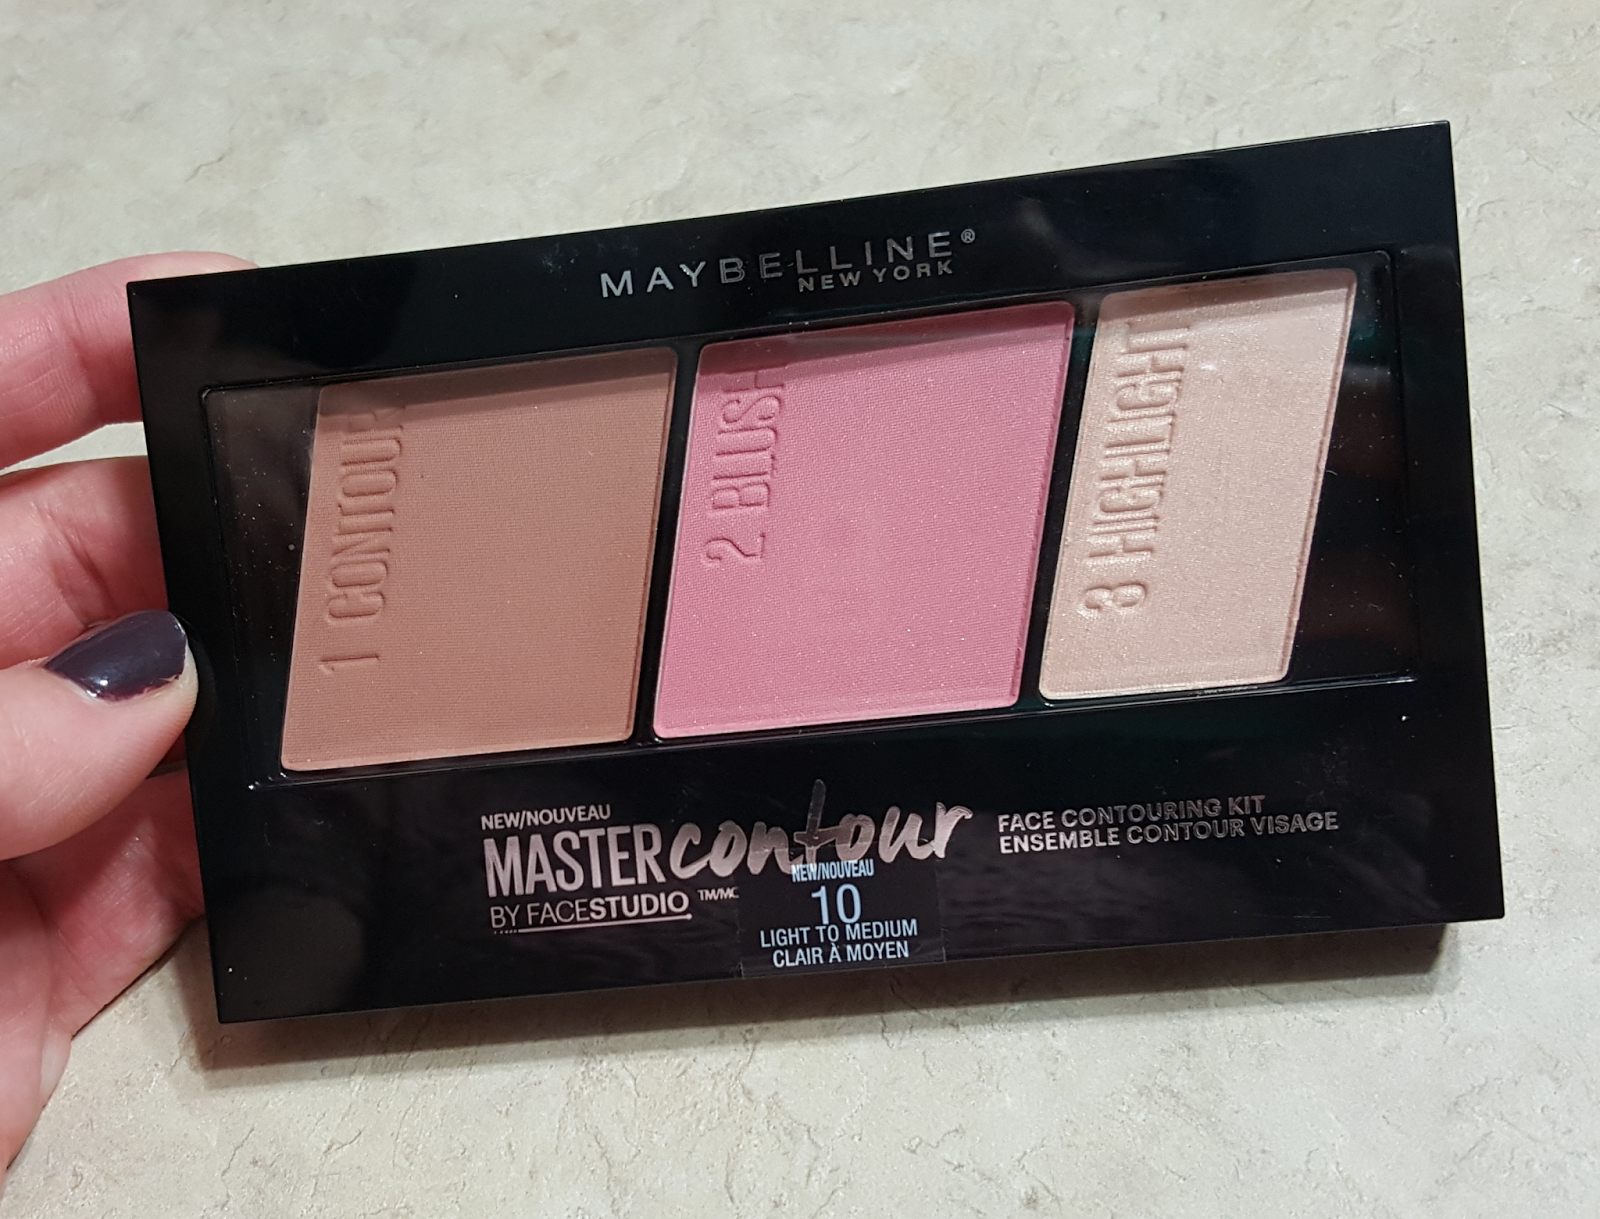 MAYBELLINE®
NEW YORK
1 CONTOUR
2 BLUSH
3 HIGHLIGHT
NEW/NOUVEAU
MASTER contour
BY FACESTUDIO TM/MC
FACE CONTOURING KIT
ENSEMBLE CONTOUR VISAGE
NEW/NOUVEAU
10
LIGHT TO MEDIUM
CLAIR À MOYEN